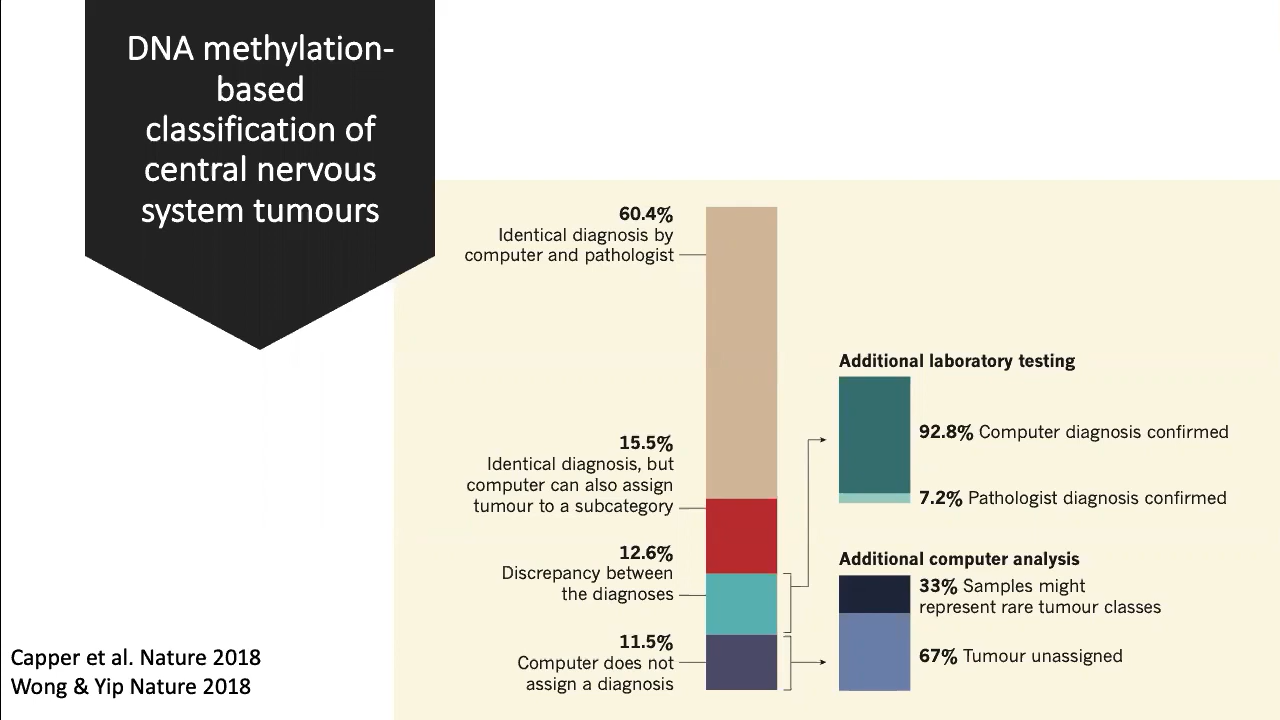 DNA methylation-
based
classification of
central nervous
system tumours
60.4%
Identical diagnosis by
computer and pathologist
15.5%
Identical diagnosis, but
computer can also assign
tumour to a subcategory
12.6%
Discrepancy between
the diagnoses
11.5%
Computer does not
assign a diagnosis
Additional laboratory testing
92.8% Computer diagnosis confirmed
7.2% Pathologist diagnosis confirmed
Additional computer analysis
33% Samples might
represent rare tumour classes
67% Tumour unassigned
Capper et al. Nature 2018
Wong & Yip Nature 2018